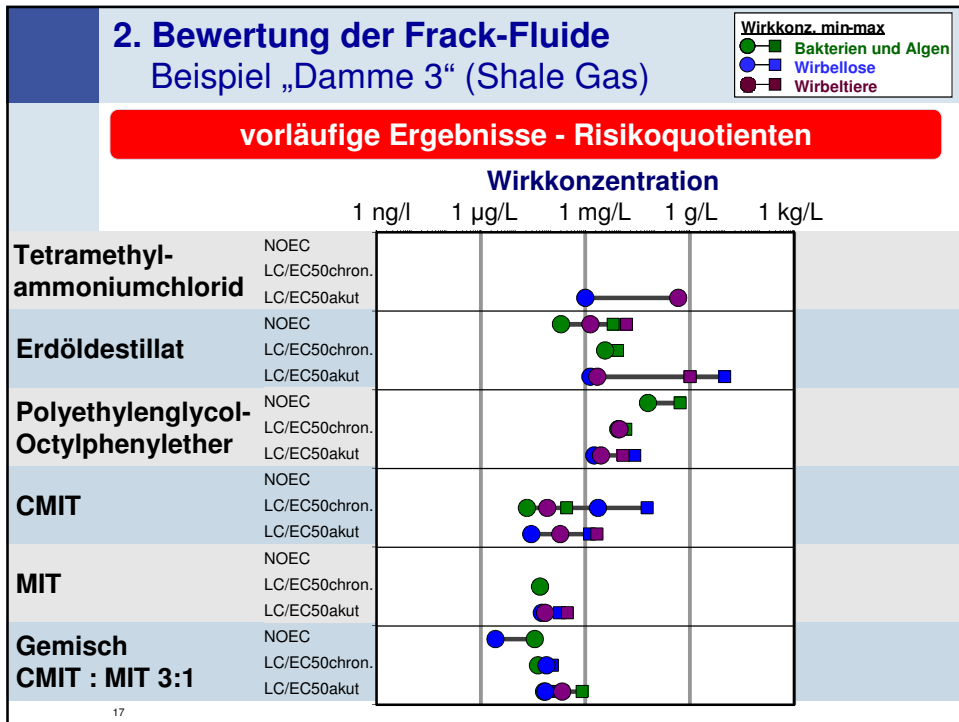 2. Bewertung der Frack-Fluide
Beispiel „Damme 3“ (Shale Gas)
Wirkkonz. min-max
Bakterien und Algen
Wirbellose
Wirbeltiere
vorläufige Ergebnisse - Risikoquotienten
Wirkkonzentration
1 ng/l 1 µg/L 1 mg/L 1 g/L 1 kg/L
Tetramethyl-
ammoniumchlorid
NOEC
LC/EC50chron.
LC/EC50akut
Erdöldestillat
NOEC
LC/EC50chron.
LC/EC50akut
Polyethylenglycol-
Octylphenylether
NOEC
LC/EC50chron.
LC/EC50akut
CMIT
NOEC
LC/EC50chron.
LC/EC50akut
MIT
NOEC
LC/EC50chron.
LC/EC50akut
Gemisch
CMIT : MIT 3:1
NOEC
LC/EC50chron.
LC/EC50akut
17